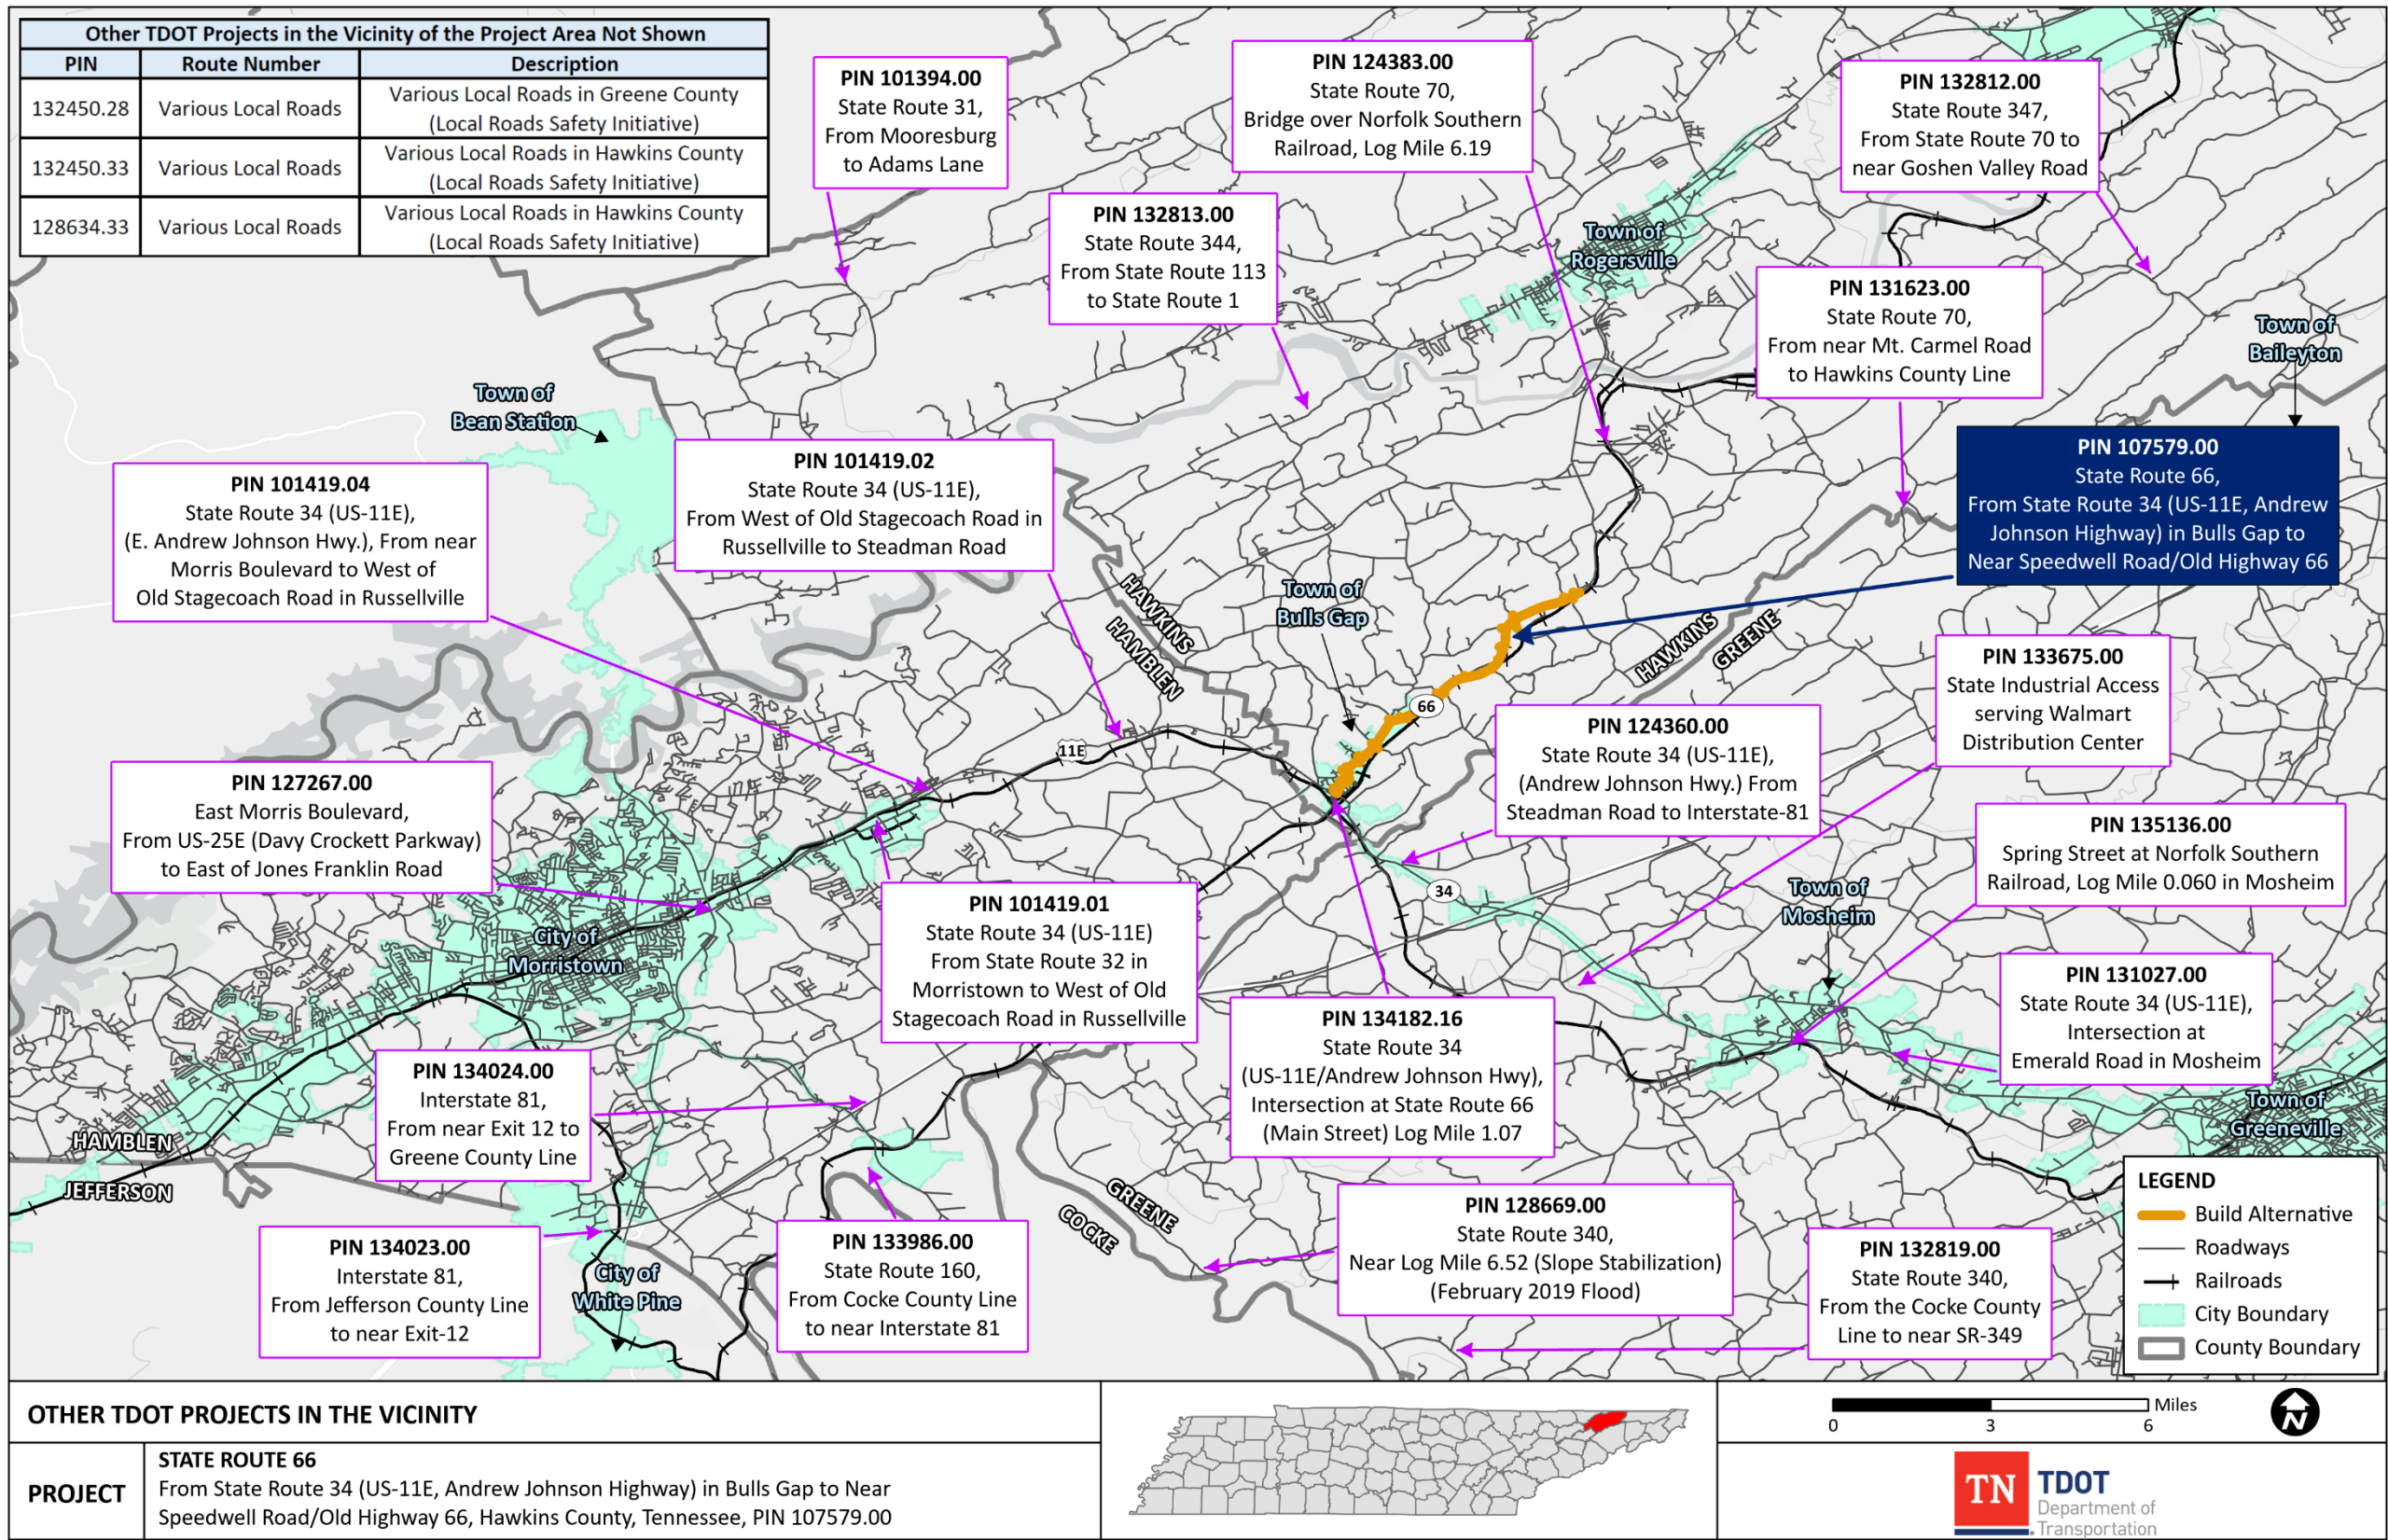 Other TDOT Projects in the Vicinity of the Project Area Not Shown
PIN Route Number Description
132450.28 Various Local Roads Various Local Roads in Greene County
(Local Roads Safety Initiative)
132450.33 Various Local Roads Various Local Roads in Hawkins County
(Local Roads Safety Initiative)
128634.33 Various Local Roads Various Local Roads in Hawkins County
(Local Roads Safety Initiative)
PIN 101394.00
State Route 31,
From Mooresburg
to Adams Lane
PIN 124383.00
State Route 70,
Bridge over Norfolk Southern
Railroad, Log Mile 6.19
PIN 132812.00
State Route 347,
From State Route 70 to
near Goshen Valley Road
PIN 132813.00
State Route 344,
From State Route 113
to State Route 1
Town of
Rogersville
PIN 131623.00
State Route 70,
From near Mt. Carmel Road
to Hawkins County Line
Town of
Baileyton
Town of
Bean Station
PIN 101419.04
State Route 34 (US-11E),
(E. Andrew Johnson Hwy.), From near
Morris Boulevard to West of
Old Stagecoach Road in Russellville
PIN 101419.02
State Route 34 (US-11E),
From West of Old Stagecoach Road in
Russellville to Steadman Road
PIN 107579.00
State Route 66,
From State Route 34 (US-11E, Andrew
Johnson Highway) in Bulls Gap to
Near Speedwell Road/Old Highway 66
HAWKINS
HAMBLEN
Town of
Bulls Gap
HAWKINS
GREENE
66
11E
PIN 133675.00
State Industrial Access
serving Walmart
Distribution Center
PIN 124360.00
State Route 34 (US-11E),
(Andrew Johnson Hwy.) From
Steadman Road to Interstate-81
PIN 127267.00
East Morris Boulevard,
From US-25E (Davy Crockett Parkway)
to East of Jones Franklin Road
34
PIN 135136.00
Spring Street at Norfolk Southern
Railroad, Log Mile 0.060 in Mosheim
Town of
Mosheim
City of
Morristown
PIN 101419.01
State Route 34 (US-11E)
From State Route 32 in
Morristown to West of Old
Stagecoach Road in Russellville
PIN 134182.16
State Route 34
(US-11E/Andrew Johnson Hwy),
Intersection at State Route 66
(Main Street) Log Mile 1.07
PIN 131027.00
State Route 34 (US-11E),
Intersection at
Emerald Road in Mosheim
Town of
Greeneville
PIN 134024.00
Interstate 81,
From near Exit 12 to
Greene County Line
HAMBLEN
JEFFERSON
GREENE
COCKE
PIN 134023.00
Interstate 81,
From Jefferson County Line
to near Exit-12
City of
White Pine
PIN 133986.00
State Route 160,
From Cocke County Line
to near Interstate 81
PIN 128669.00
State Route 340,
Near Log Mile 6.52 (Slope Stabilization)
(February 2019 Flood)
PIN 132819.00
State Route 340,
From the Cocke County
Line to near SR-349
LEGEND
Build Alternative
Roadways
Railroads
City Boundary
County Boundary
OTHER TDOT PROJECTS IN THE VICINITY
PROJECT
STATE ROUTE 66
From State Route 34 (US-11E, Andrew Johnson Highway) in Bulls Gap to Near
Speedwell Road/Old Highway 66, Hawkins County, Tennessee, PIN 107579.00
Miles
0 3 6
N
TN TDOT
Department of
Transportation